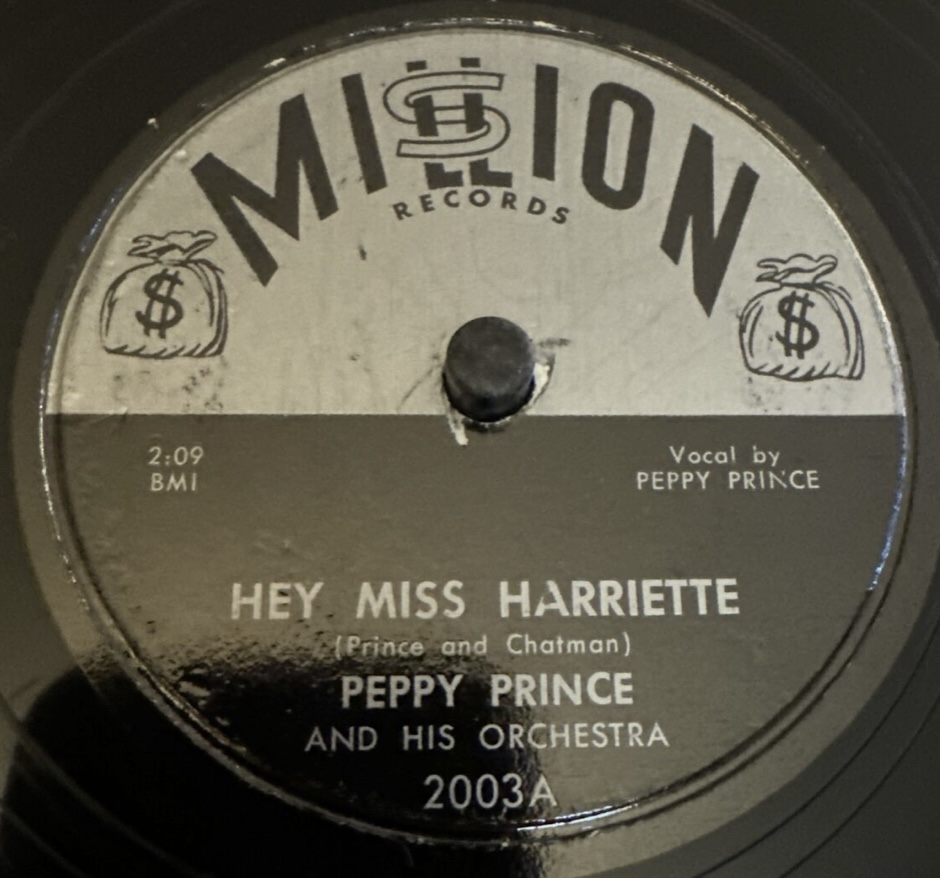 MILLION
RECORDS
$
$
2:09
BMI
Vocal by
PEPPY PRINCE
HEY MISS HARRIETTE
(Prince and Chatman)
PEPPY PRINCE
AND HIS ORCHESTRA
2003A